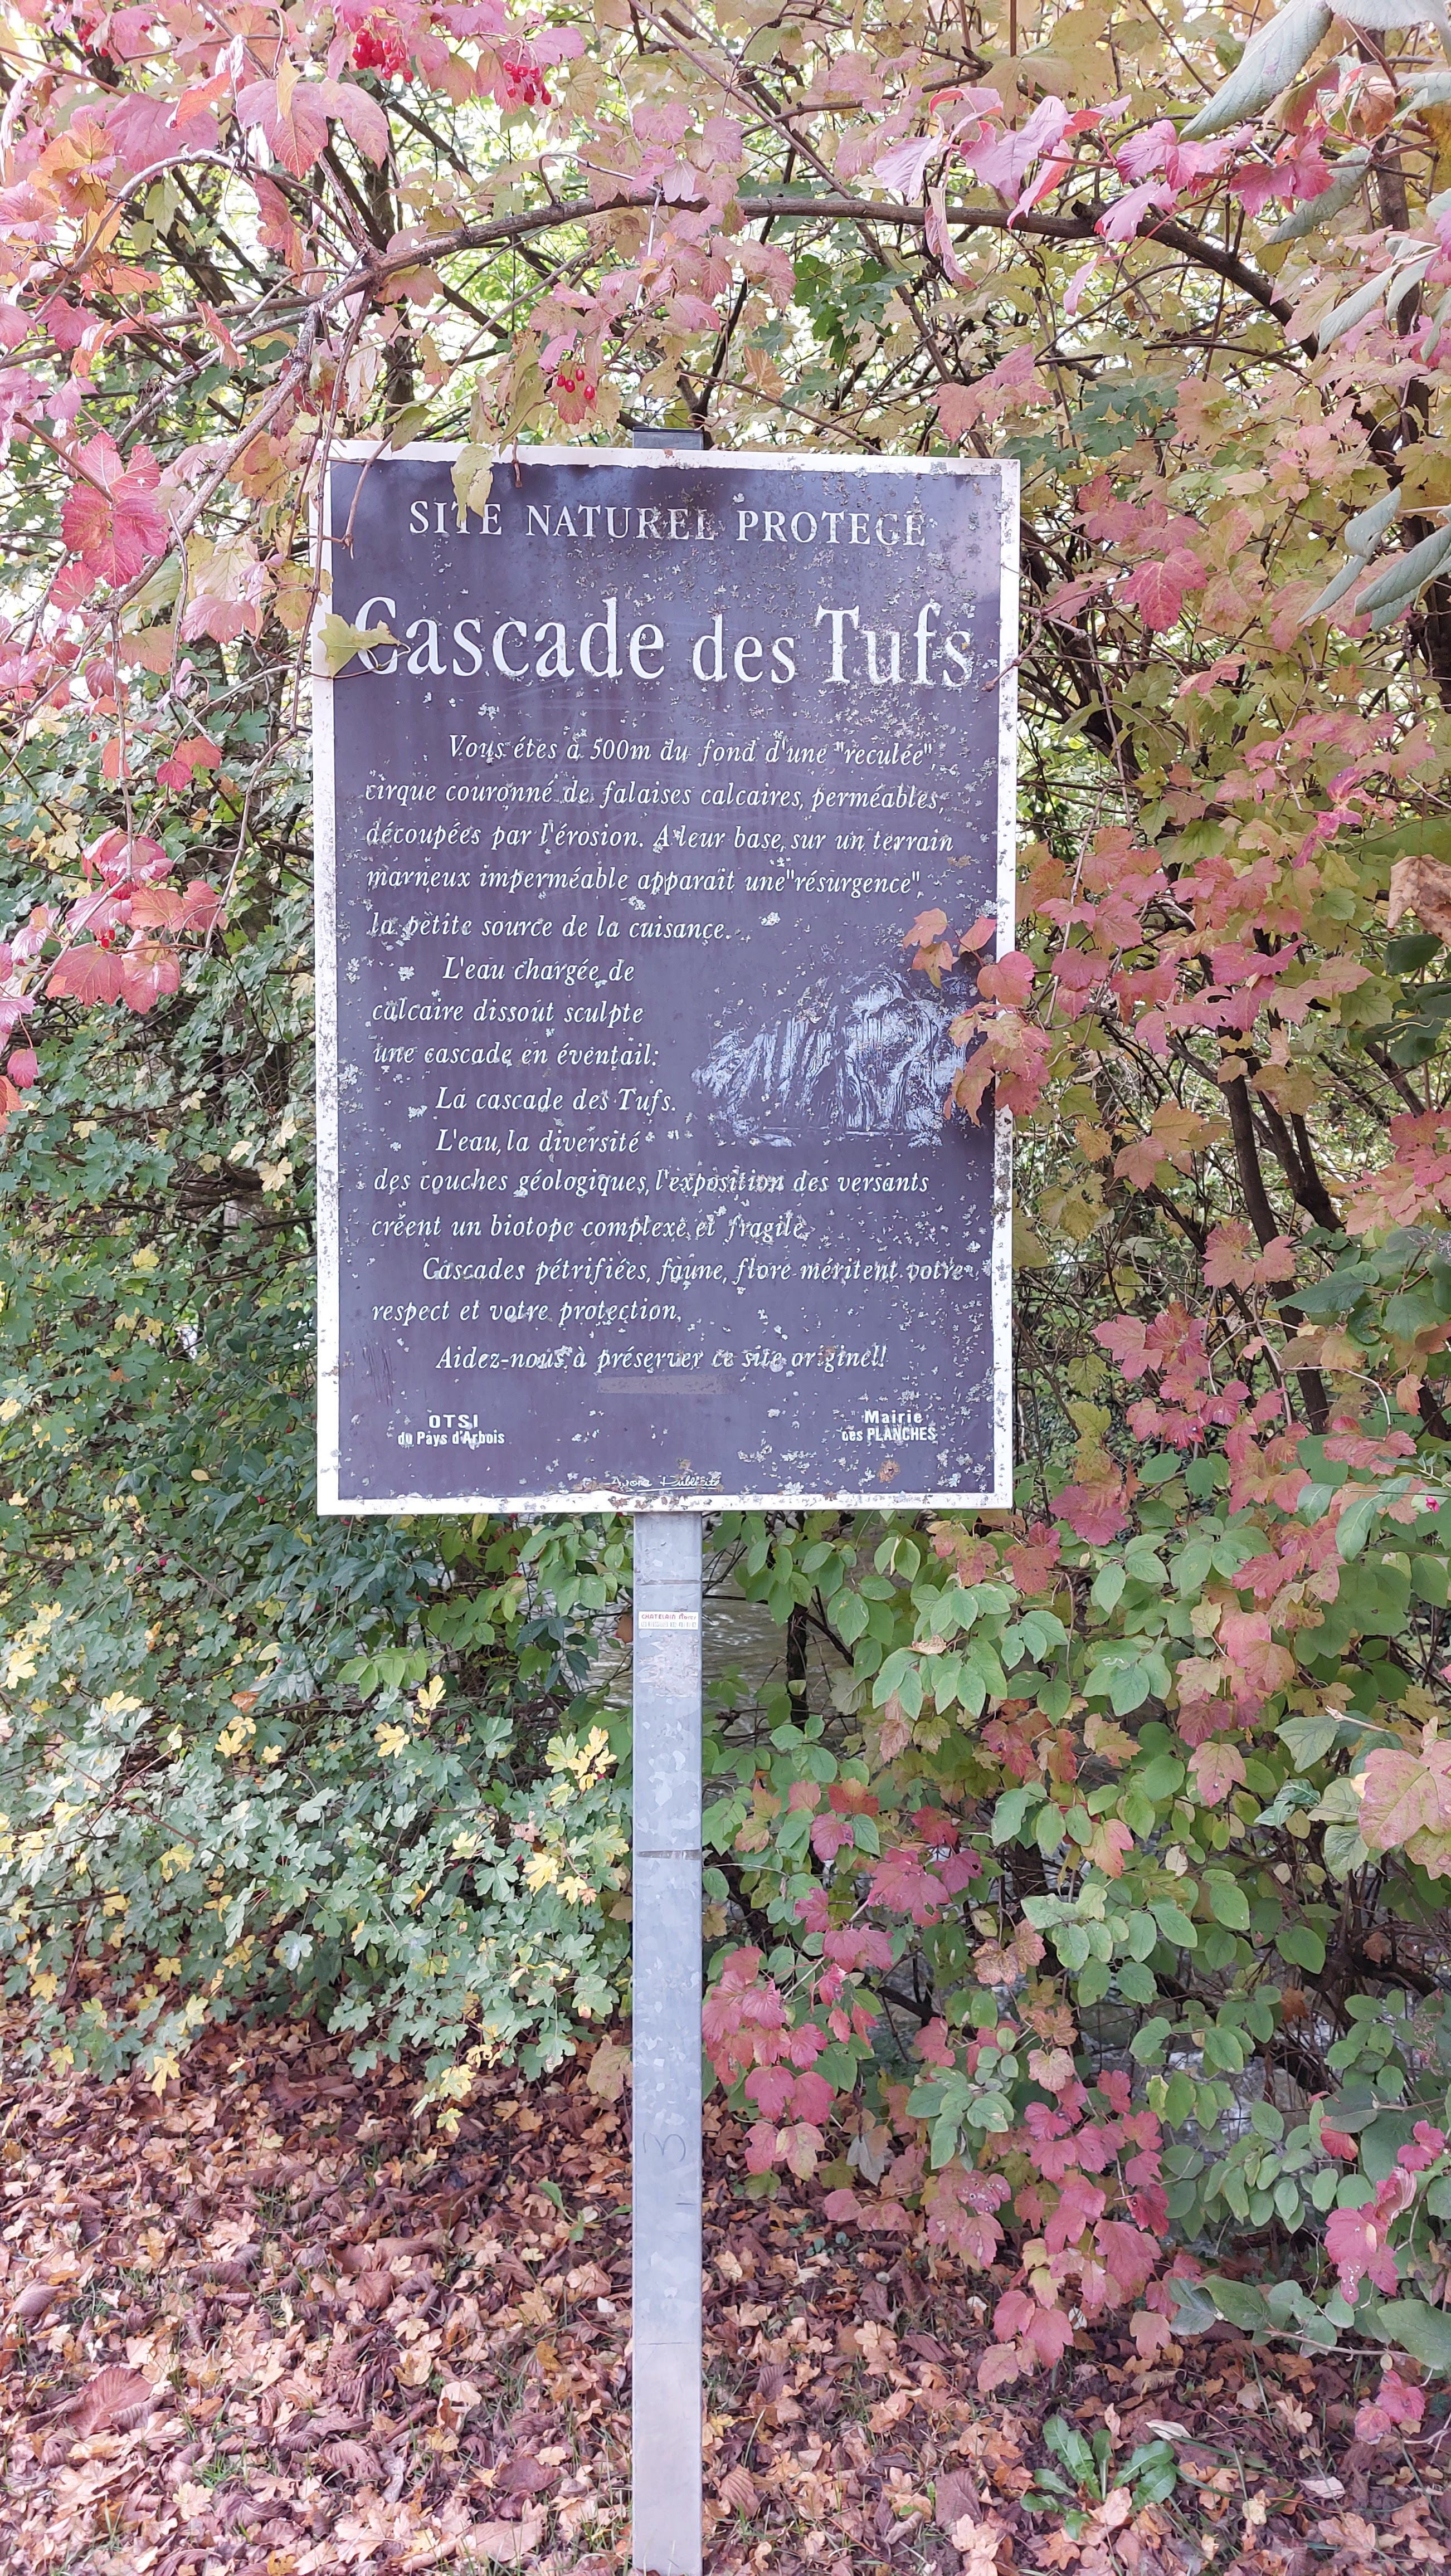 SITE NATUREL PROTEGE
Cascade des Tufs
Vous étes à 500m du fond d'une "reculée",
cirque couronné de falaises calcaires, perméables,
découpées par l'érosion. A leur base, sur un terrain
marneux imperméable apparait une "résurgence",
la petite source de la cuisance.
L'eau chargée de
calcaire dissout sculpte
une cascade en éventail:
La cascade des Tufs.
L'eau, la diversité
des couches géologiques, l'exposition des versants
créent un biotope complexe et fragile.
Cascades pétrifiées, faune, flore méritent votre
respect et votre protection.
Aidez-nous à préserver ce site originel!
OTSI
du Pays d'Arbois
Mairie
des PLANCHES
CHATELAIN
3